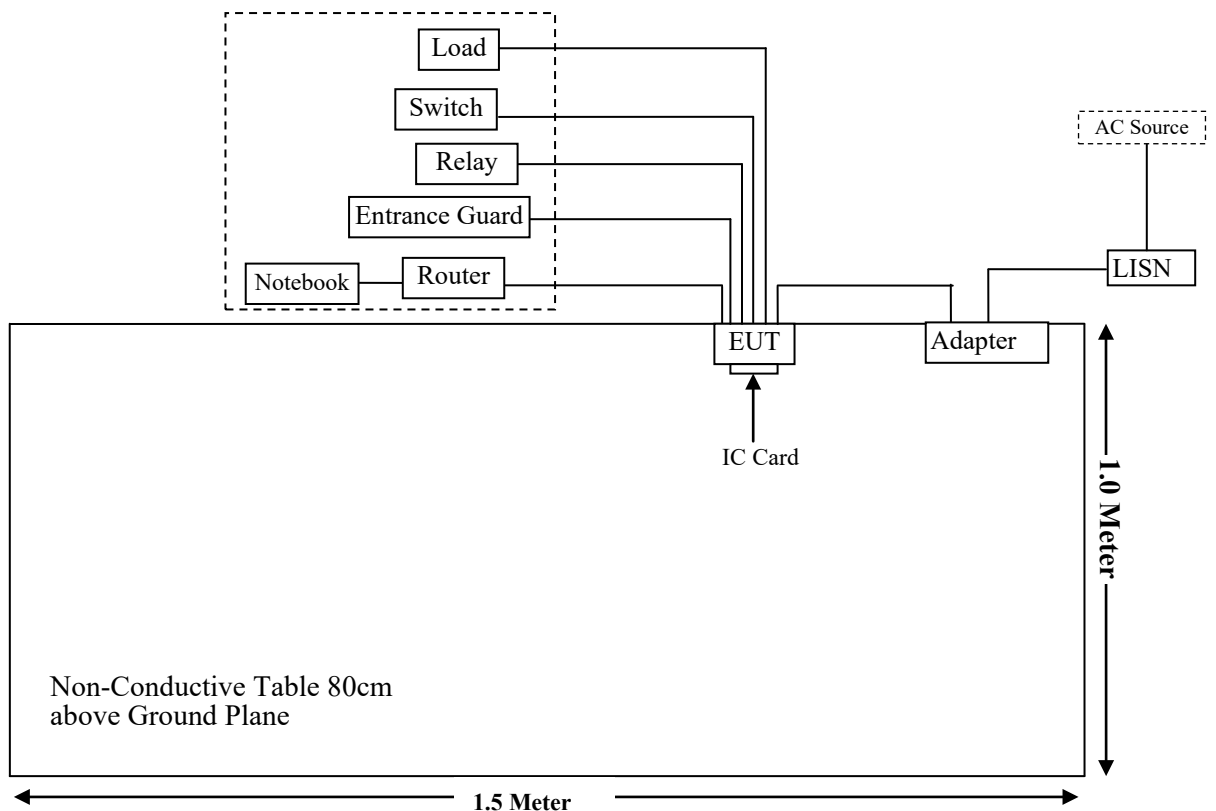 Load
Switch
AC Source
Relay
Entrance Guard
LISN
Notebook
Router
EUT
Adapter
IC Card
1.0 Meter
Non-Conductive Table 80cm
above Ground Plane
1.5 Meter